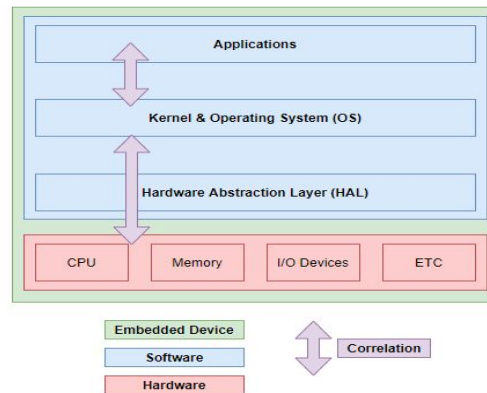 Applications
Kernel & Operating System (OS)
Hardware Abstraction Layer (HAL)
CPU
Memory
I/O Devices
ETC
Embedded Device
Software
Hardware
Correlation